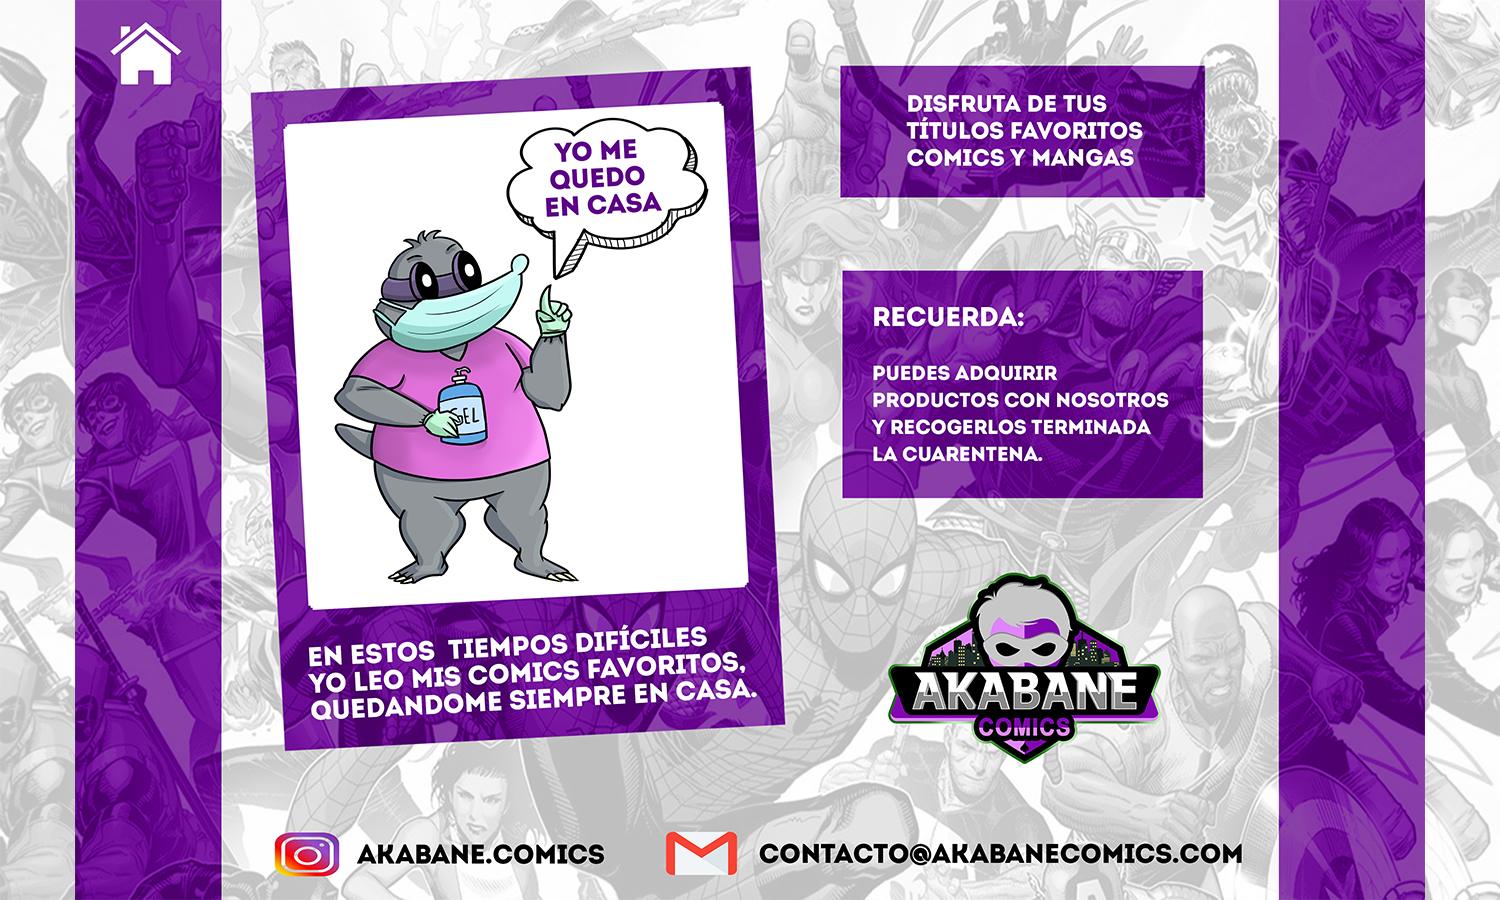 YO ME
QUEDO
EN CASA
GEL
EN ESTOS TIEMPOS DIFÍCILES
YO LEO MIS COMICS FAVORITOS,
QUEDANDOME SIEMPRE EN CASA.
DISFRUTA DE TUS
TÍTULOS FAVORITOS
COMICS Y MANGAS
RECUERDA:
PUEDES ADQUIRIR
PRODUCTOS CON NOSOTROS
Y RECOGERLOS TERMINADA
LA CUARENTENA.
AKABANE
COMICS
AKABANE.COMICS
CONTACTO@AKABANECOMICS.COM